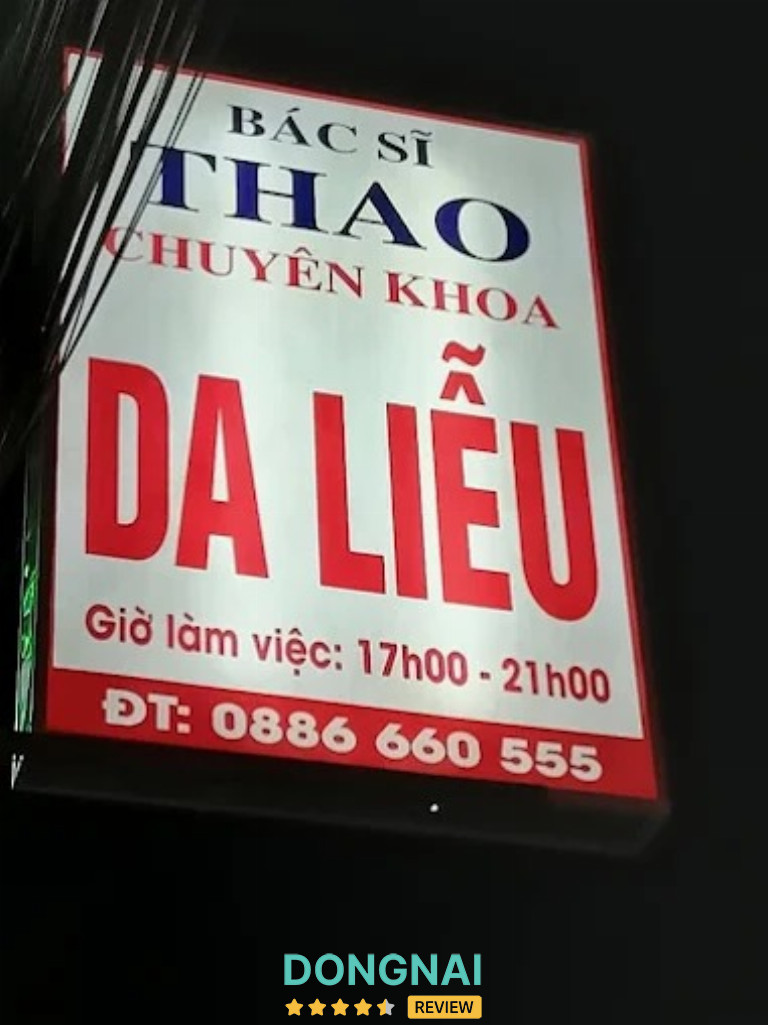 BÁC SĨ
THAO
CHUYÊN KHOA
DA LIỄU
Giờ làm việc: 17h00 - 21h00
ĐT: 0886 660 555
DONGNAI
REVIEW